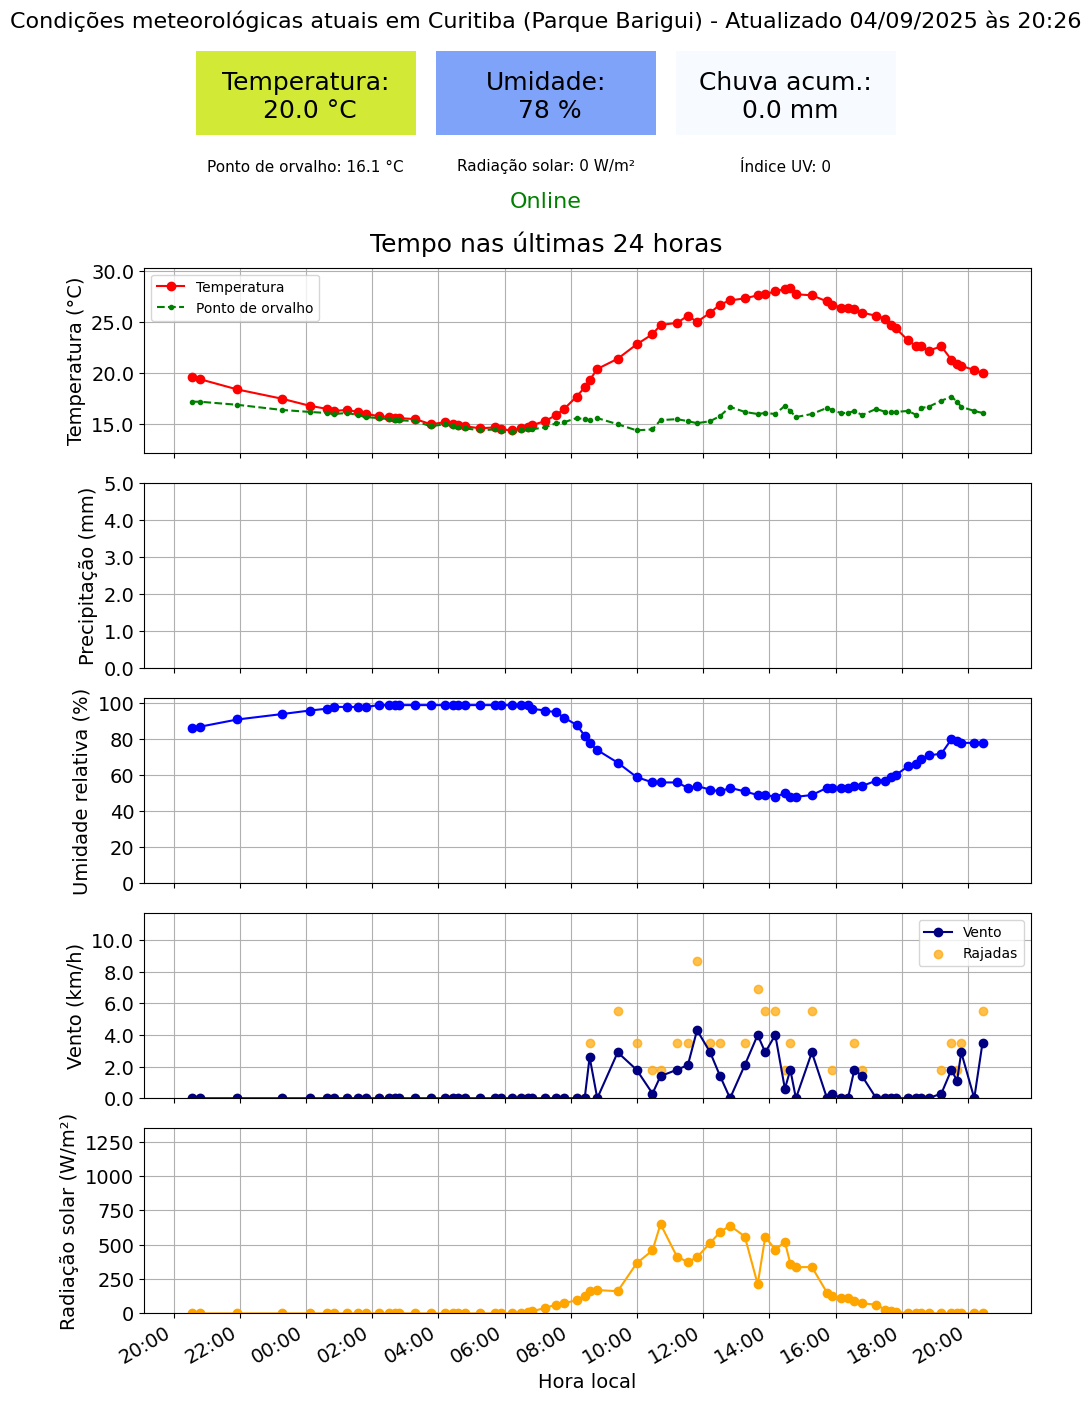 Condições meteorológicas atuais em Curitiba (Parque Barigui) - Atualizado 04/09/2025 às 20:26
Temperatura:
20.0 °C
Umidade:
78 %
Chuva acum.:
0.0 mm
Ponto de orvalho: 16.1 °C
Radiação solar: 0 W/m²
Índice UV: 0
Online
Tempo nas últimas 24 horas
Temperatura (°C)
30.0
25.0
20.0
15.0
Temperatura
Ponto de orvalho
Precipitação (mm)
5.0
4.0
3.0
2.0
1.0
0.0
Umidade relativa (%)
100
80
60
40
20
0
Vento (km/h)
10.0
8.0
6.0
4.0
2.0
0.0
Vento
Rajadas
Radiação solar (W/m²)
1250
1000
750
500
250
0
20:00
22:00
00:00
02:00
04:00
06:00
08:00
10:00
12:00
14:00
16:00
18:00
20:00
Hora local